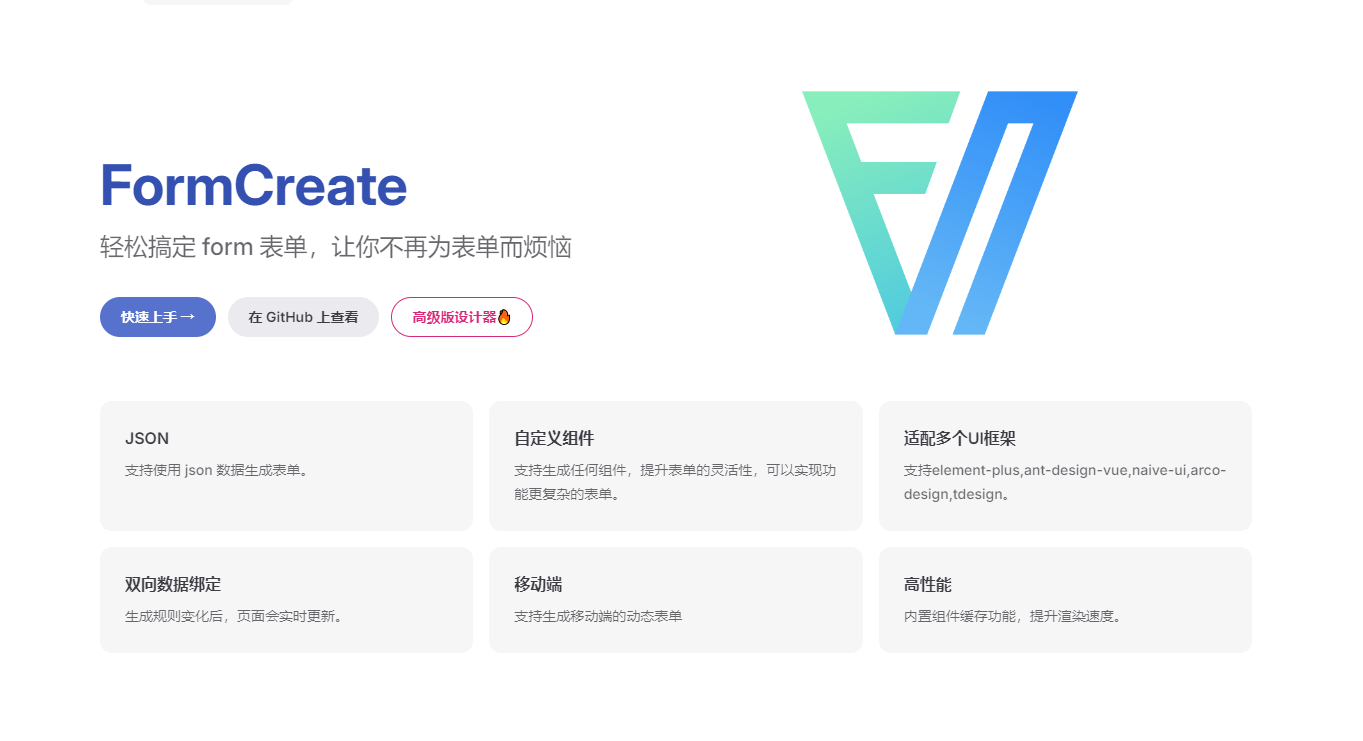 FormCreate
轻松搞定 form 表单，让你不再为表单而烦恼
快速上手 →
在 GitHub 上查看
高级版设计器🔥
JSON
支持使用 json 数据生成表单。
自定义组件
支持生成任何组件，提升表单的灵活性，可以实现功
能更复杂的表单。
适配多个UI框架
支持element-plus,ant-design-vue,naive-ui,arco-
design,tdesign。
双向数据绑定
生成规则变化后，页面会实时更新。
移动端
支持生成移动端的动态表单
高性能
内置组件缓存功能，提升渲染速度。